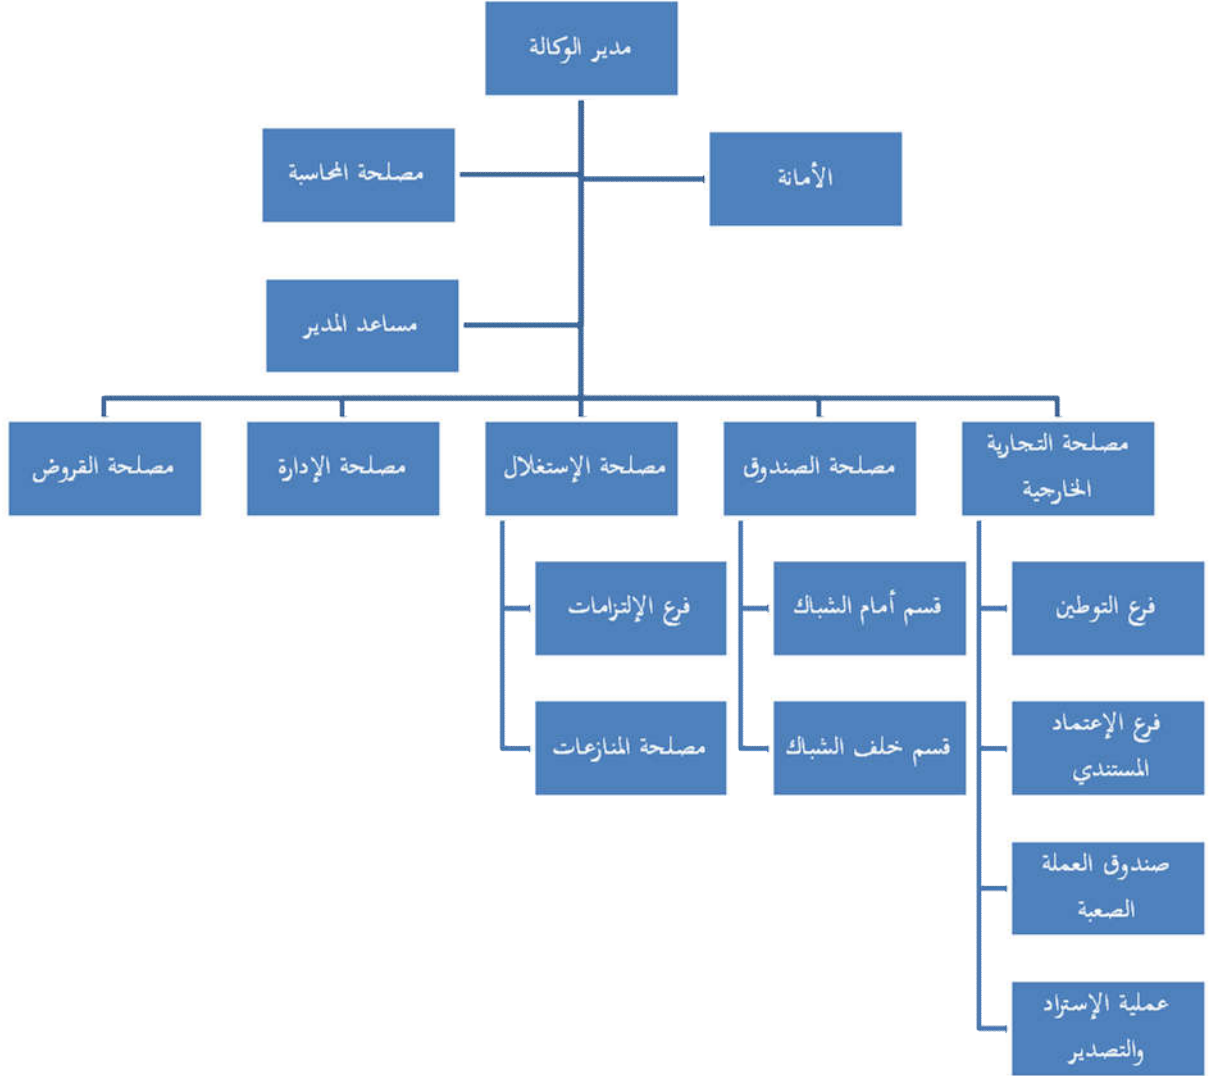 مدير الوكالة
الأمانة
مصلحة المحاسبة
مساعد المدير
مصلحة التجارية
الخارجية
مصلحة الصندوق
مصلحة الإستغلال
مصلحة الإدارة
مصلحة القروض
فرع التوطين
فرع الإعتماد
المستندي
صندوق العملة
الصعبة
عملية الإستراد
والتصدير
قسم أمام الشباك
قسم خلف الشباك
فرع الإلتزامات
مصلحة المنازعات